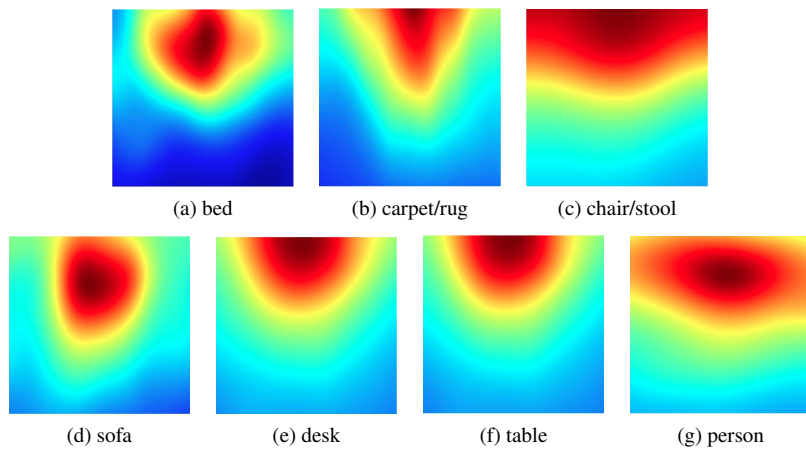 (a) bed
(b) carpet/rug
(c) chair/stool
(d) sofa
(e) desk
(f) table
(g) person